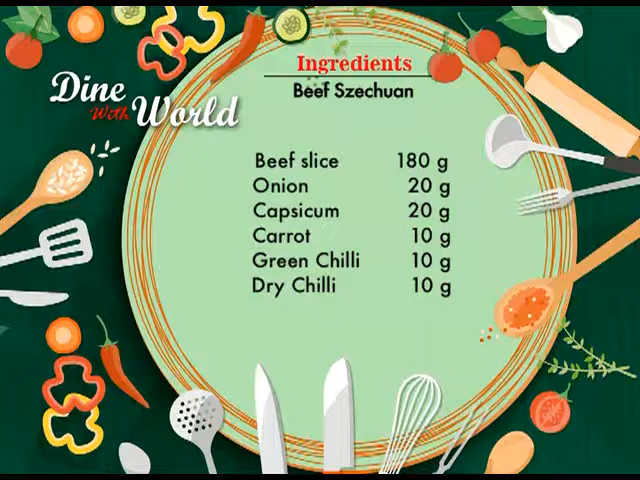 Dine
With World
Ingredients
Beef Szechuan
Beef slice 180 g
Onion 20 g
Capsicum 20 g
Carrot 10 g
Green Chilli 10 g
Dry Chilli 10 g